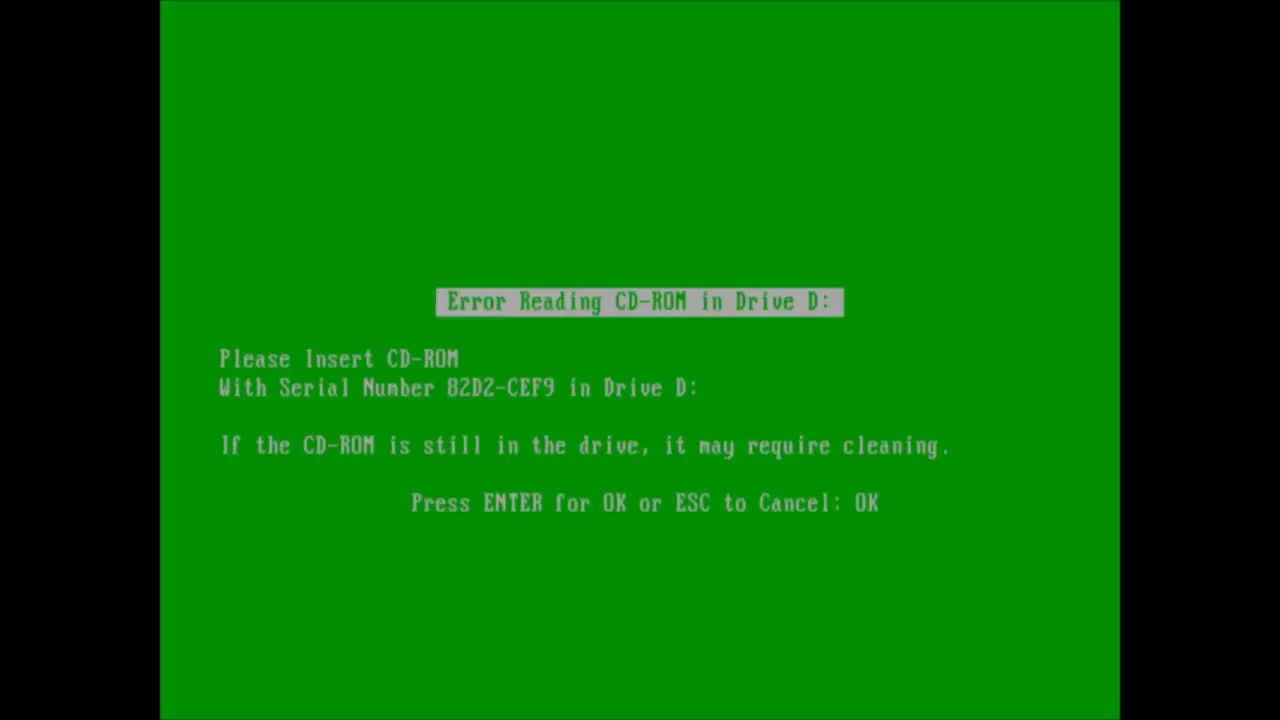 Error Reading CD-ROM in Drive D:
Please Insert CD-ROM
With Serial Number 82D2-CEF9 in Drive D:
If the CD-ROM is still in the drive, it may require cleaning.
Press ENTER for OK or ESC to Cancel: OK